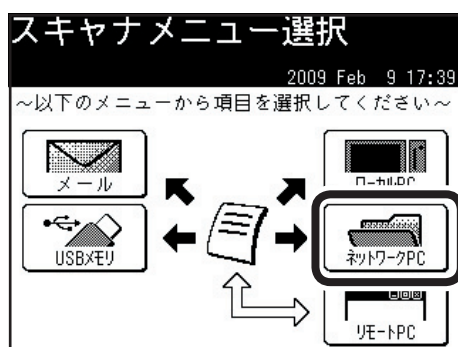 スキャナメニュー選択
2009 Feb 9 17:39
～以下のメニューから項目を選択してください～
メール
ローカルPC
USBメモリ
ネットワークPC
リモートPC